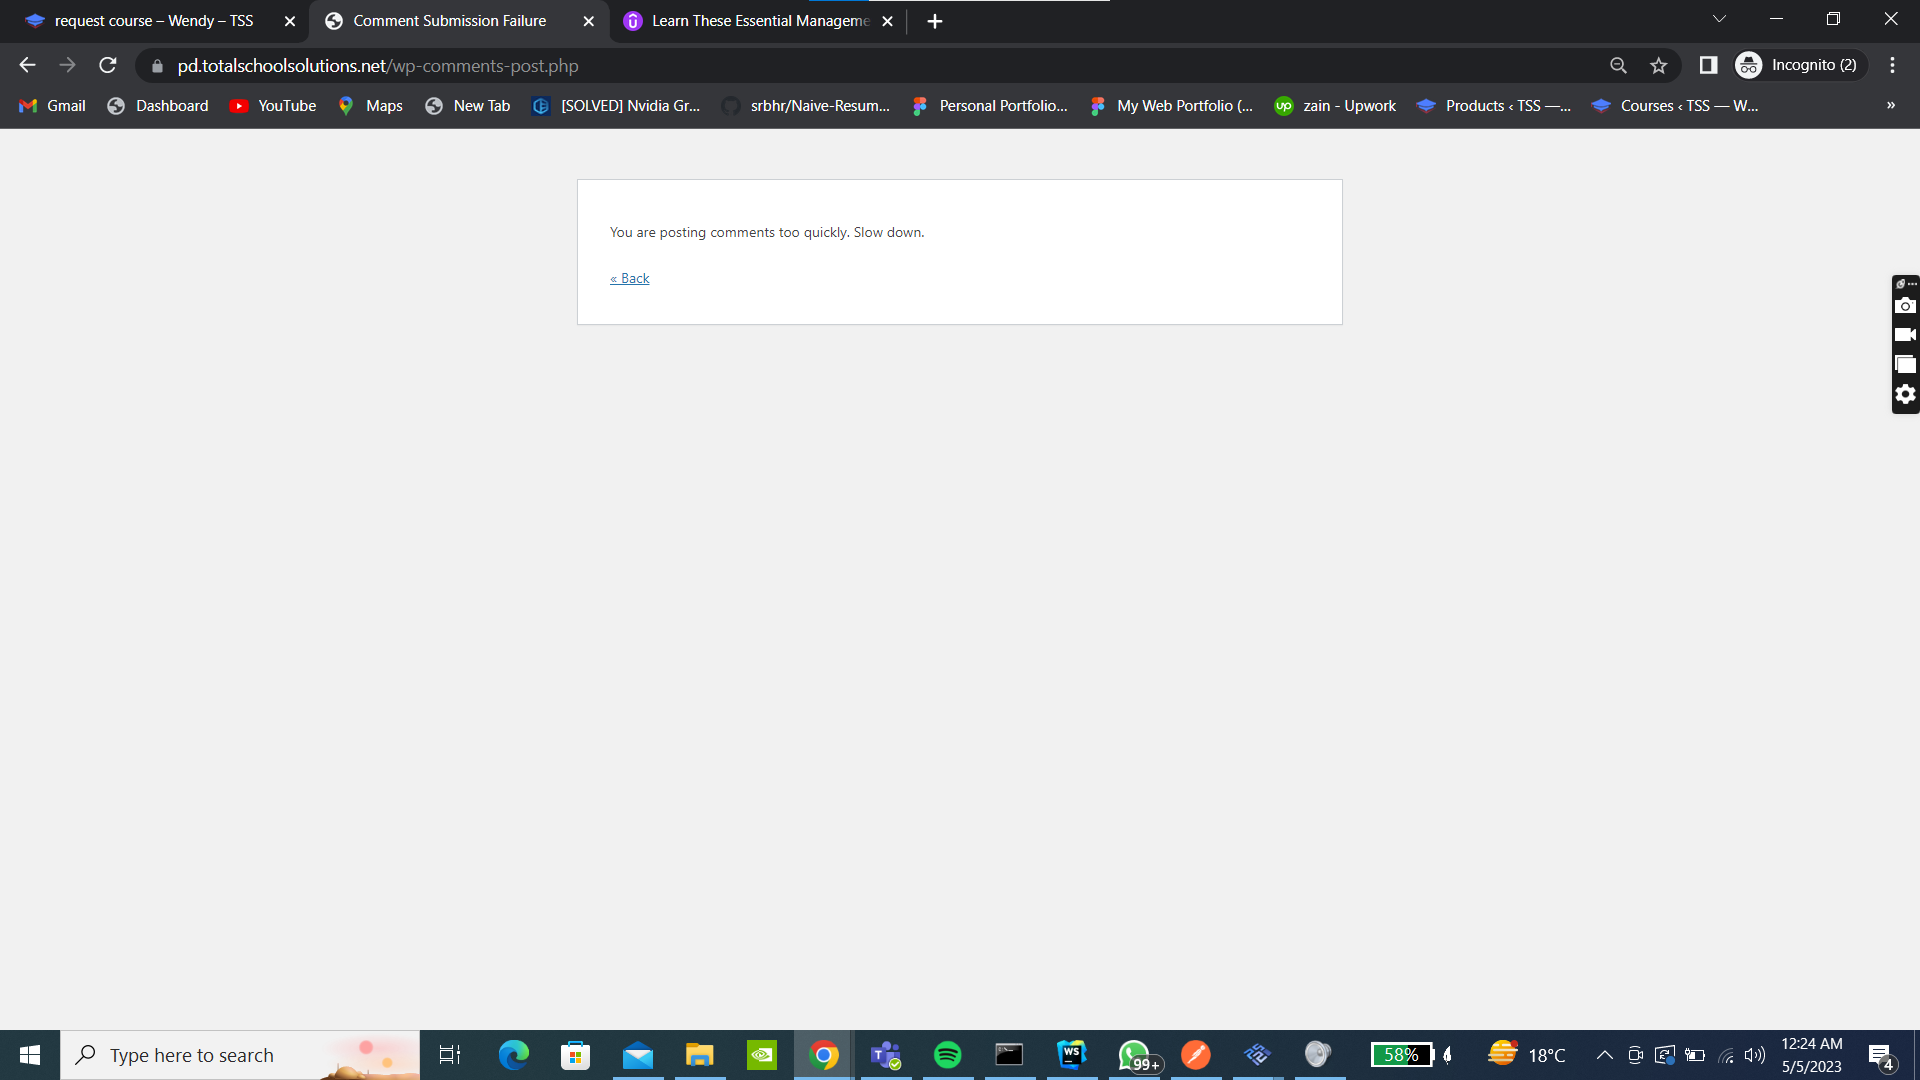 request course – Wendy – TSS
Comment Submission Failure
Learn These Essential Manageme
pd.totalschoolsolutions.net/wp-comments-post.php
Incognito (2)
Gmail
Dashboard
YouTube
Maps
New Tab
[SOLVED] Nvidia Gr...
srbhr/Naive-Resum...
Personal Portfolio...
My Web Portfolio (...
up
zain - Upwork
Products ‹ TSS —...
Courses ‹ TSS — W...
»
You are posting comments too quickly. Slow down.
« Back
Type here to search
T
WS
99+
58%
18°C
12:24 AM
5/5/2023
4